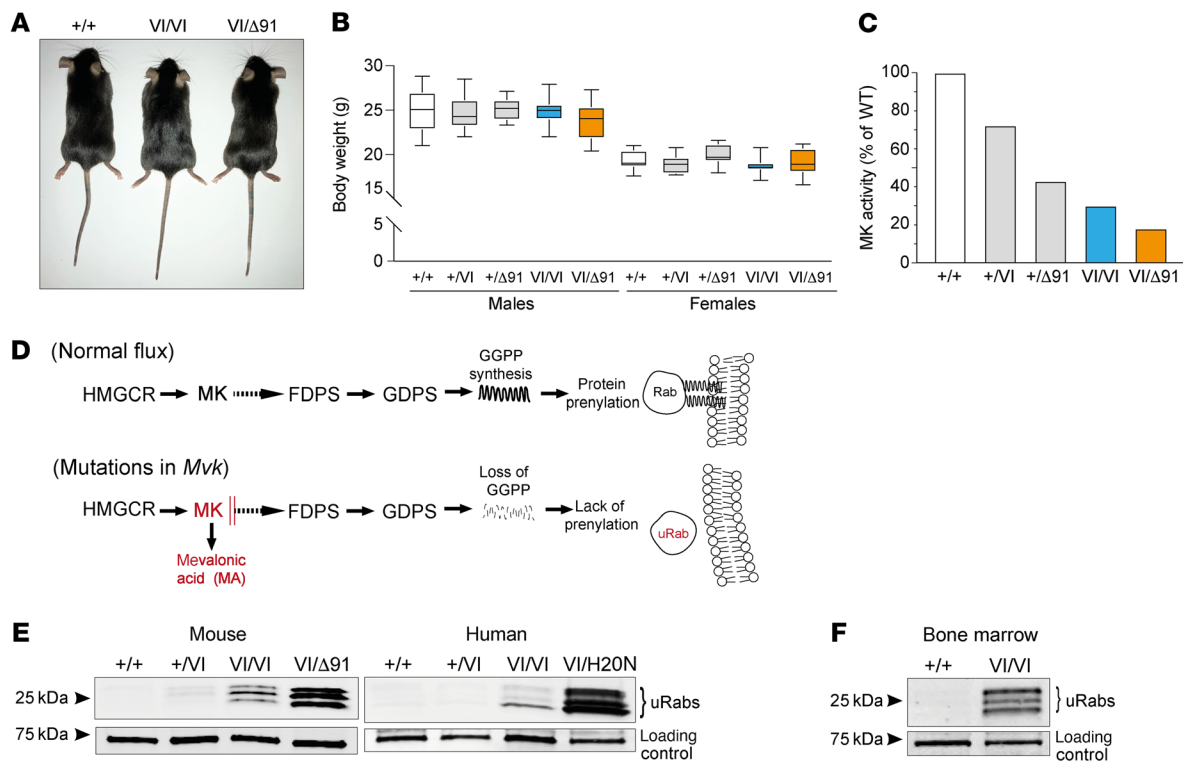 A
+/+ VI/VI VI/Δ91
B
Body weight (g)
30
25
20
15
5
0
+/+ +/VI +/Δ91 VI/VI VI/Δ91 +/+ +/VI +/Δ91 VI/VI VI/Δ91
Males Females
C
MK activity (% of WT)
100
80
60
40
20
0
+/+ +/VI +/Δ91 VI/VI VI/Δ91
D
(Normal flux)
HMGCR MK FDPS GDPS
GGPP
synthesis
Protein
prenylation
Rab
(Mutations in Mvk)
HMGCR MK FDPS GDPS
Loss of
GGPP
Lack of
prenylation
uRab
Mevalonic
acid (MA)
E
Mouse Human
+/+ +/VI VI/VI VI/Δ91 +/+ +/VI VI/VI VI/H20N
25 kDa
uRabs
75 kDa
Loading
control
F
Bone marrow
+/+ VI/VI
25 kDa
uRabs
75 kDa
Loading
control